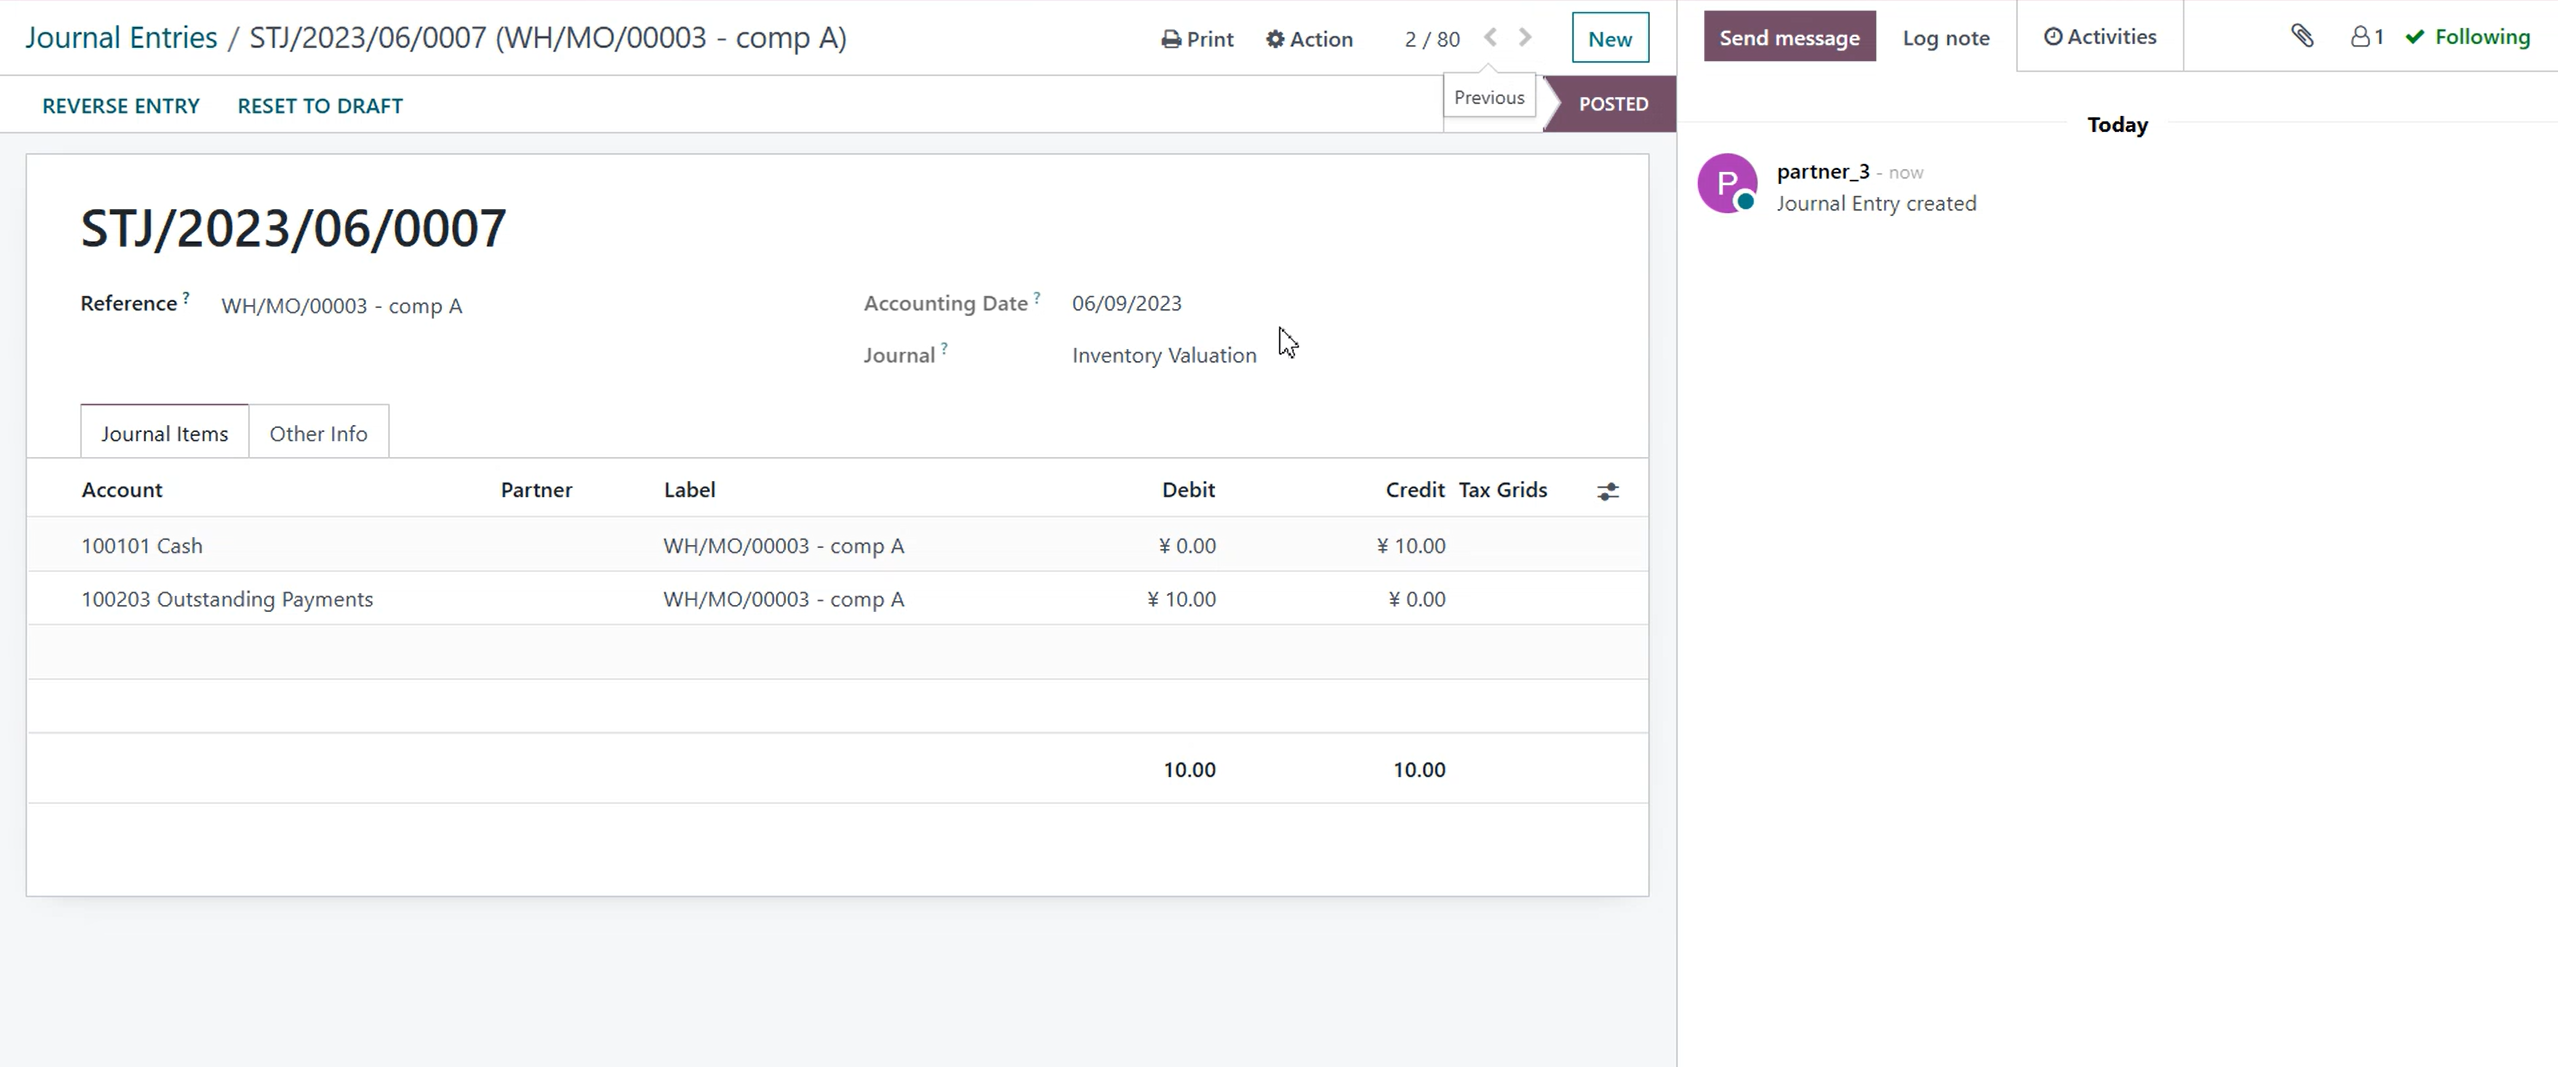 Journal Entries / STJ/2023/06/0007 (WH/MO/00003 - comp A)
Print
Action
2 / 80
New
Send message
Log note
Activities
1
Following
REVERSE ENTRY
RESET TO DRAFT
Previous
POSTED
Today
partner_3 - now
Journal Entry created
STJ/2023/06/0007
Reference ? WH/MO/00003 - comp A
Accounting Date ? 06/09/2023
Journal ? Inventory Valuation
Journal Items
Other Info
Account Partner Label Debit Credit Tax Grids
100101 Cash WH/MO/00003 - comp A ¥ 0.00 ¥ 10.00
100203 Outstanding Payments WH/MO/00003 - comp A ¥ 10.00 ¥ 0.00
10.00 10.00
P